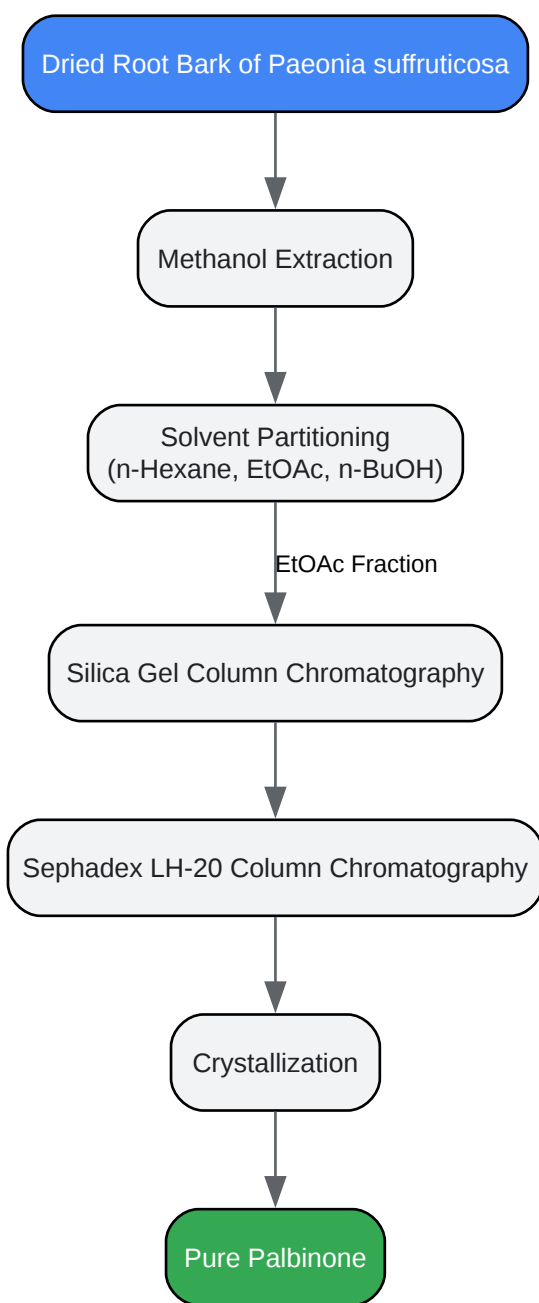 Dried Root Bark of Paeonia suffruticosa
Methanol Extraction
Solvent Partitioning
(n-Hexane, EtOAc, n-BuOH)
EtOAc Fraction
Silica Gel Column Chromatography
Sephadex LH-20 Column Chromatography
Crystallization
Pure Palbinone